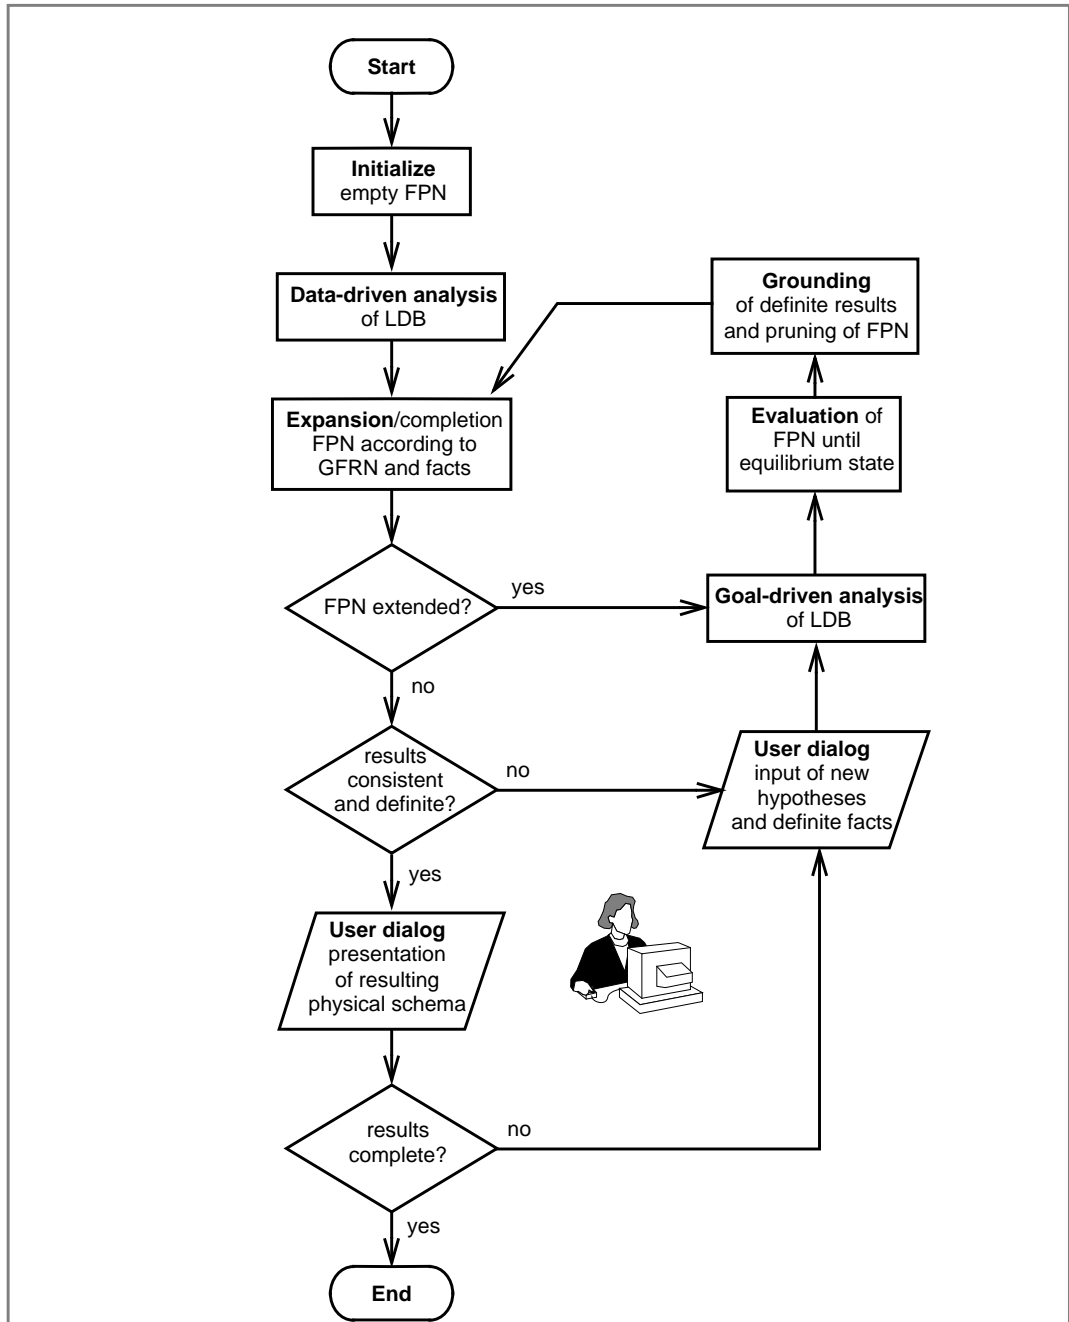 Start
Initialize
empty FPN
Data-driven analysis
of LDB
Grounding
of definite results
and pruning of FPN
Expansion/completion
FPN according to
GFRN and facts
Evaluation of
FPN until
equilibrium state
FPN extended?
yes
Goal-driven analysis
of LDB
no
results
consistent
and definite?
no
User dialog
input of new
hypotheses
and definite facts
yes
User dialog
presentation
of resulting
physical schema
results
complete?
no
yes
End